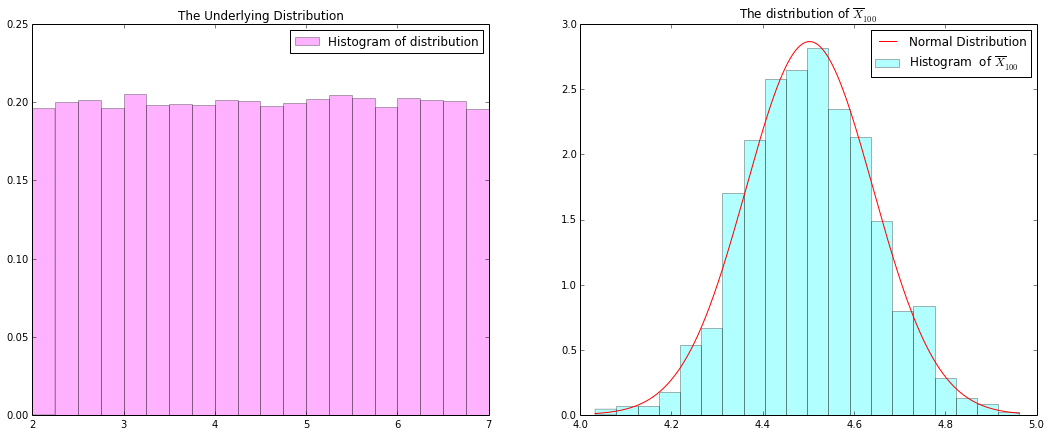 The Underlying Distribution
0.25
0.20
0.15
0.10
0.05
0.00
2 3 4 5 6 7
Histogram of distribution
The distribution of X̅₁₀₀
3.0
2.5
2.0
1.5
1.0
0.5
0.0
4.0 4.2 4.4 4.6 4.8 5.0
Normal Distribution
Histogram of X̅₁₀₀